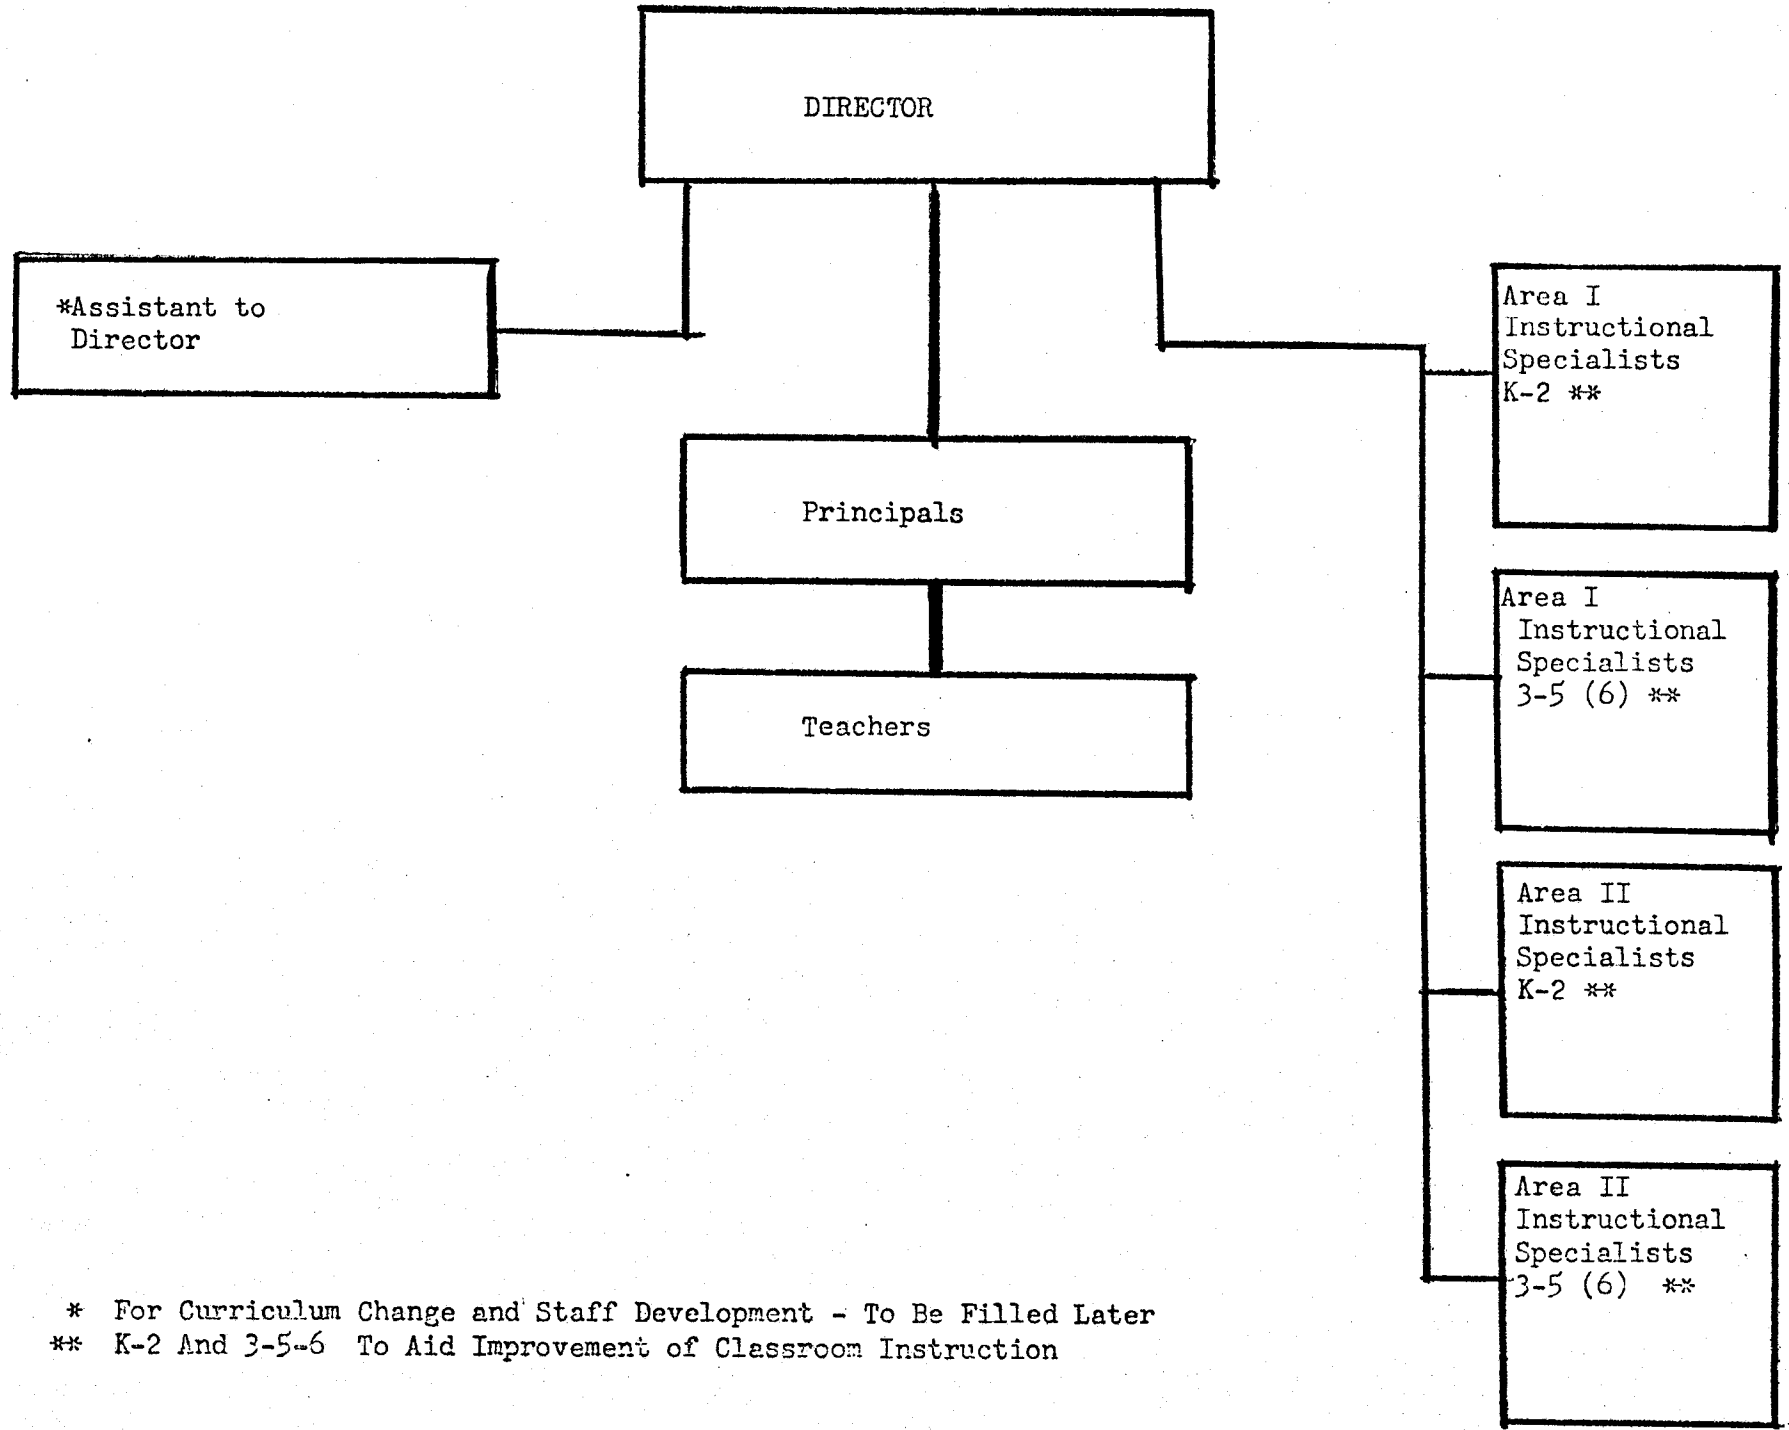 DIRECTOR
*Assistant to
Director
Principals
Teachers
Area I
Instructional
Specialists
K-2 **
Area I
Instructional
Specialists
3-5 (6) **
Area II
Instructional
Specialists
K-2 **
Area II
Instructional
Specialists
3-5 (6) **
* For Curriculum Change and Staff Development - To Be Filled Later
** K-2 And 3-5-6 To Aid Improvement of Classroom Instruction